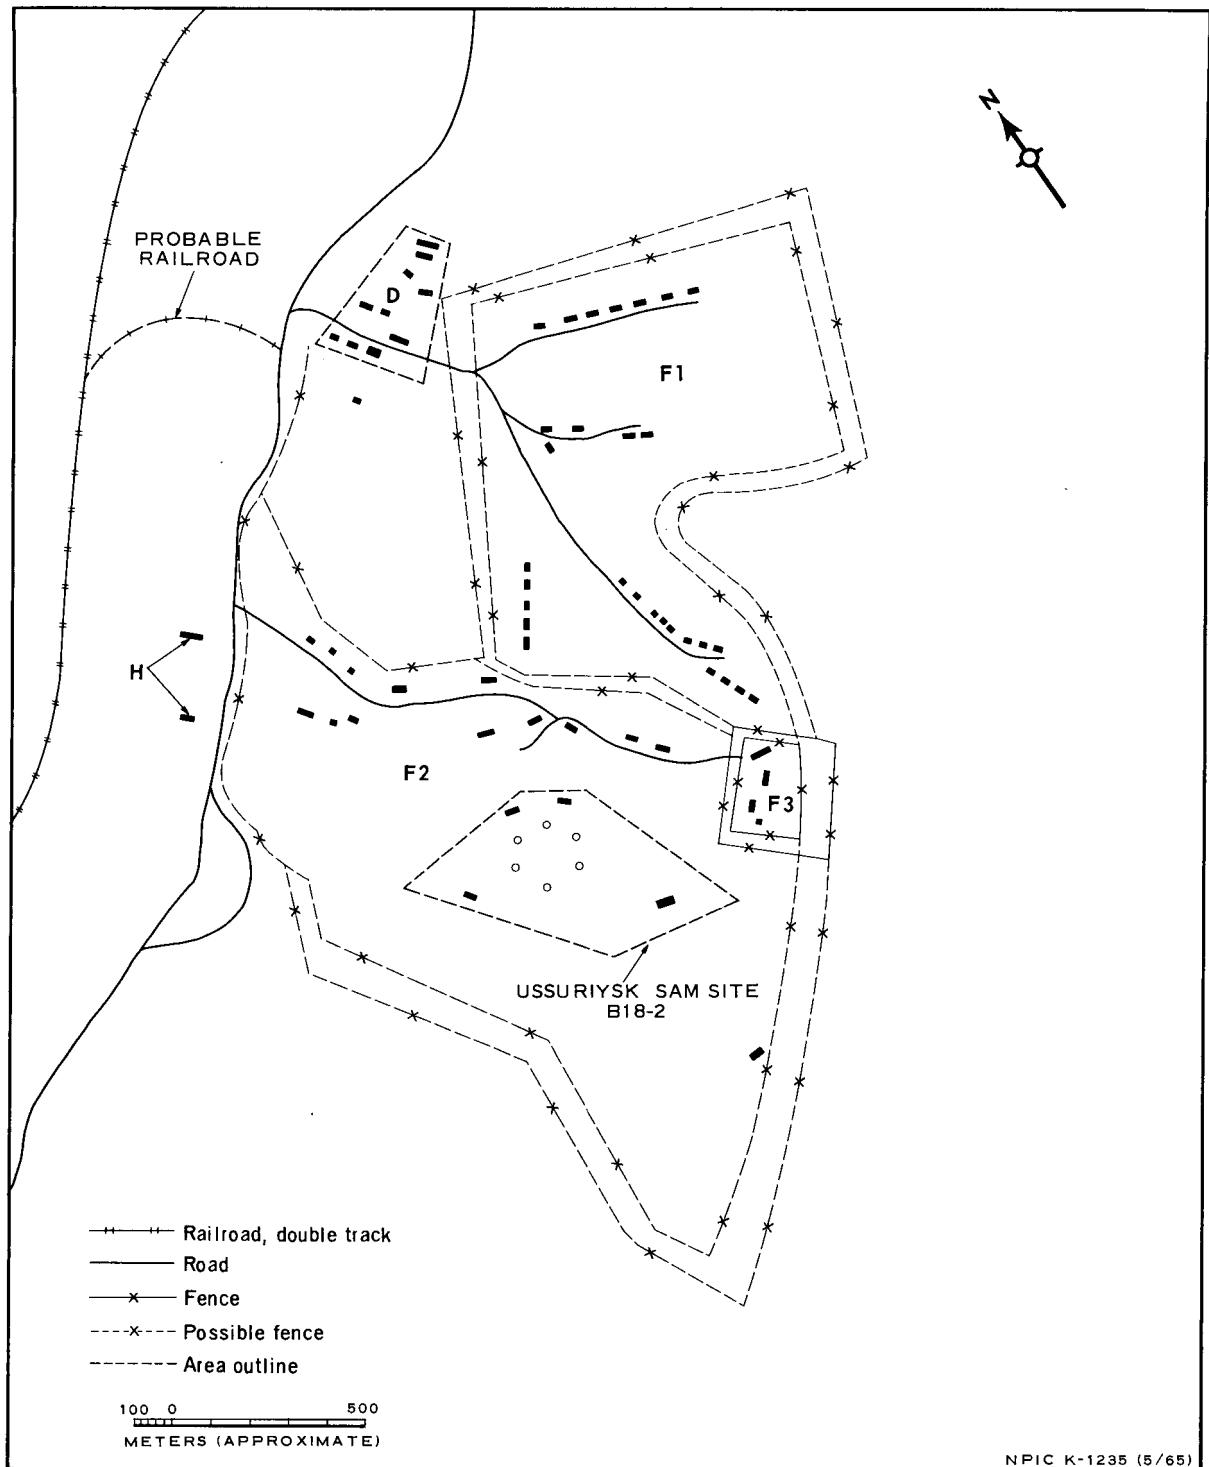 N
PROBABLE
RAILROAD
D
F1
H
F2
F3
USSURIYSK SAM SITE
B18-2
Railroad, double track
Road
Fence
Possible fence
Area outline
100 0 500
METERS (APPROXIMATE)
NPIC K-1235 (5/65)